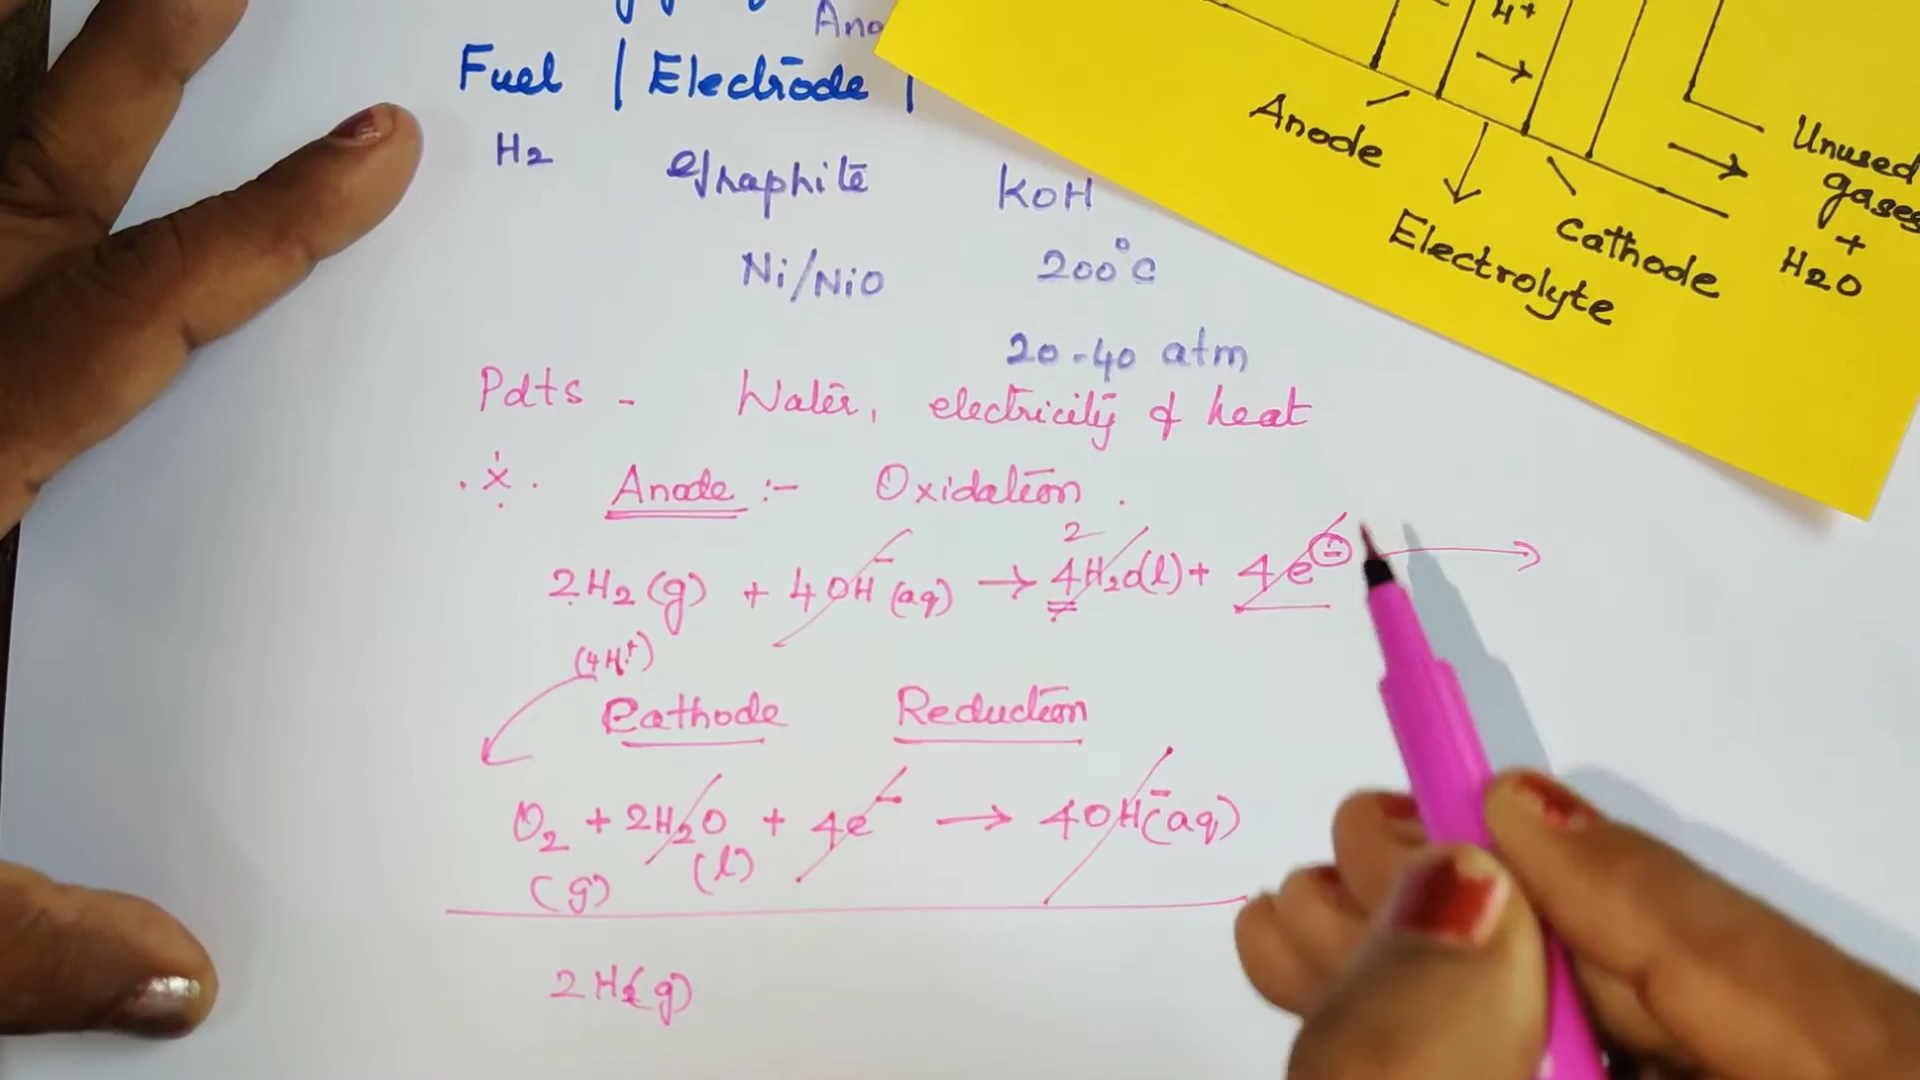 Ano
Fuel | Electrode |
H2 Graphite KOH
Ni/NiO 200°C
20-40 atm
Pdts - Water, electricity & heat
Anode :- Oxidation.
2
2H2(g) + 4OH-(aq) → 4H2O(l) + 4e-
(4H+)
Cathode Reduction
O2 + 2H2O + 4e- → 4OH-(aq)
(g) (l)
2H2(g)
H+
Anode
Electrolyte
Cathode
Unused
gases
+
H2O